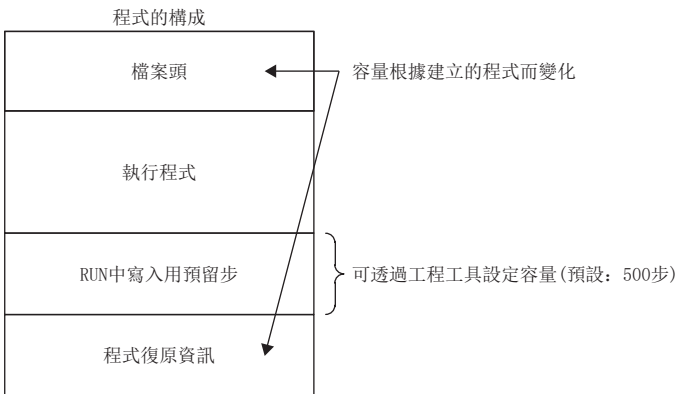 程式的構成
檔案頭
容量根據建立的程式而變化
執行程式
RUN中寫入用預留步
可透過工程工具設定容量(預設: 500步)
程式復原資訊